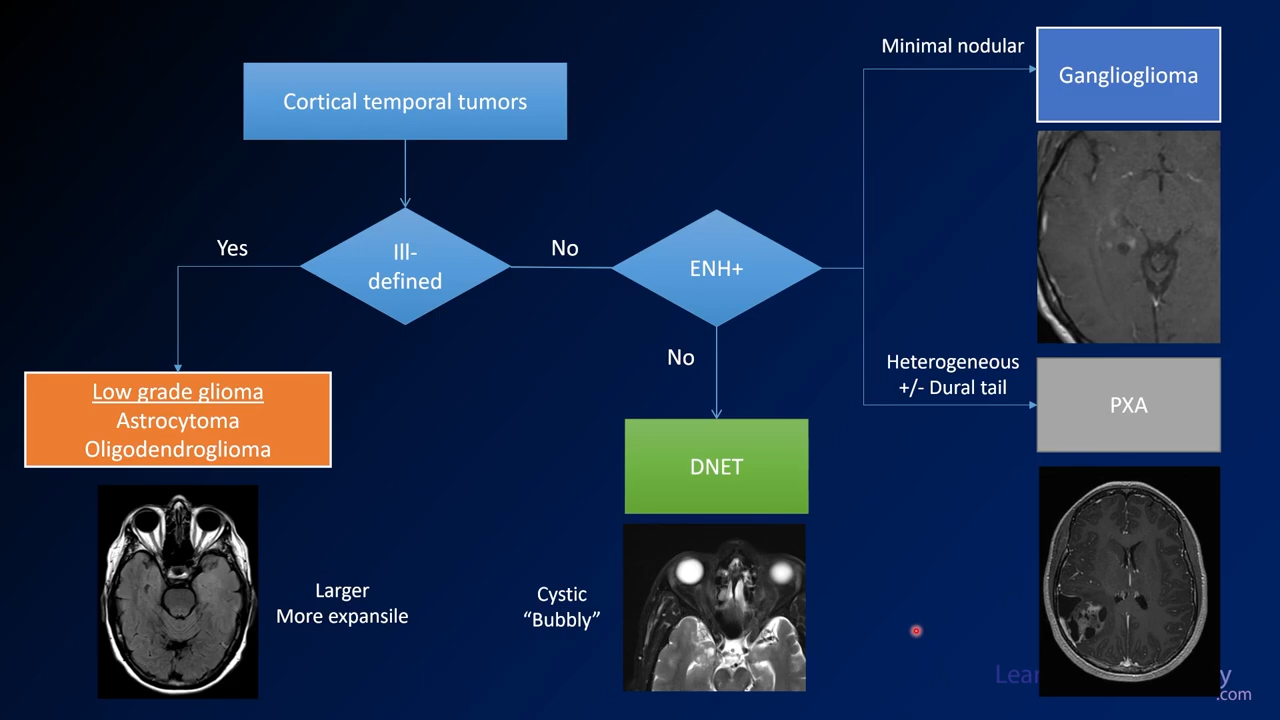 Cortical temporal tumors
Ill-
defined
Yes
No
ENH+
No
Minimal nodular
Ganglioglioma
Heterogeneous
+/- Dural tail
PXA
Low grade glioma
Astrocytoma
Oligodendroglioma
DNET
Larger
More expansile
Cystic
“Bubbly”
.com